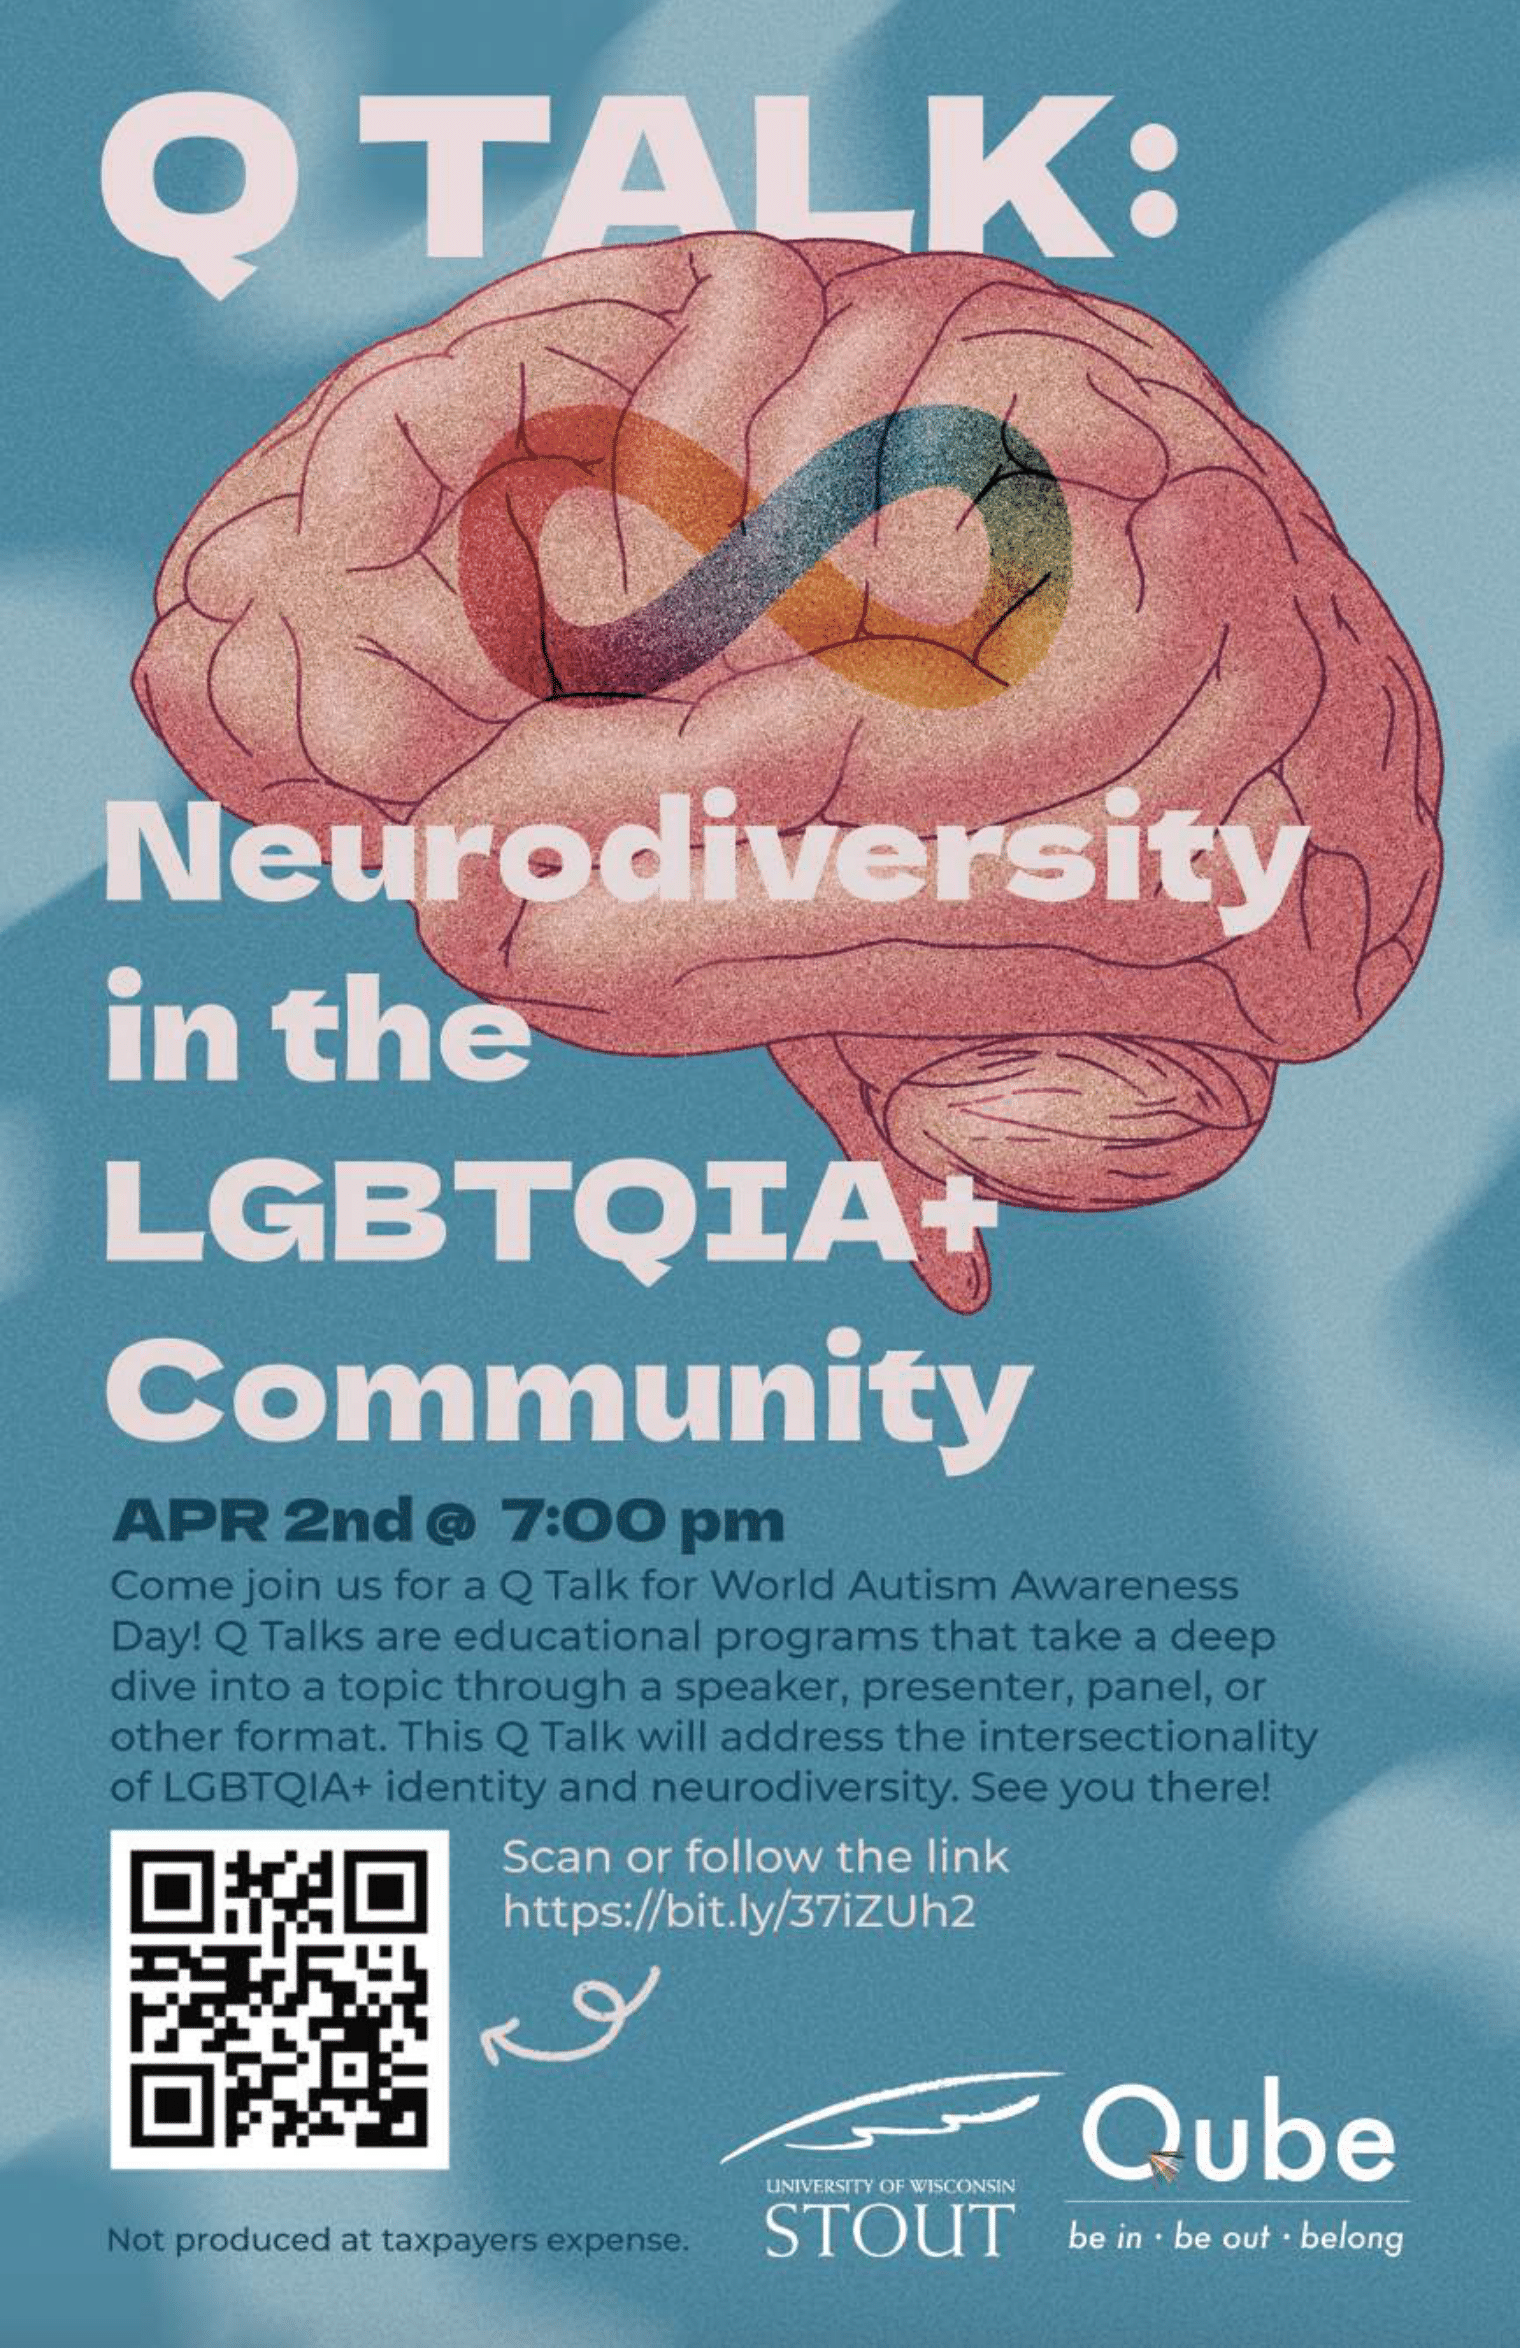 Q TALK:
Neurodiversity
in the
LGBTQIA+
Community
APR 2nd @ 7:00 pm
Come join us for a Q Talk for World Autism Awareness
Day! Q Talks are educational programs that take a deep
dive into a topic through a speaker, presenter, panel, or
other format. This Q Talk will address the intersectionality
of LGBTQIA+ identity and neurodiversity. See you there!
Scan or follow the link
https://bit.ly/37iZUh2
UNIVERSITY OF WISCONSIN
STOUT
Qube
be in · be out · belong
Not produced at taxpayers expense.